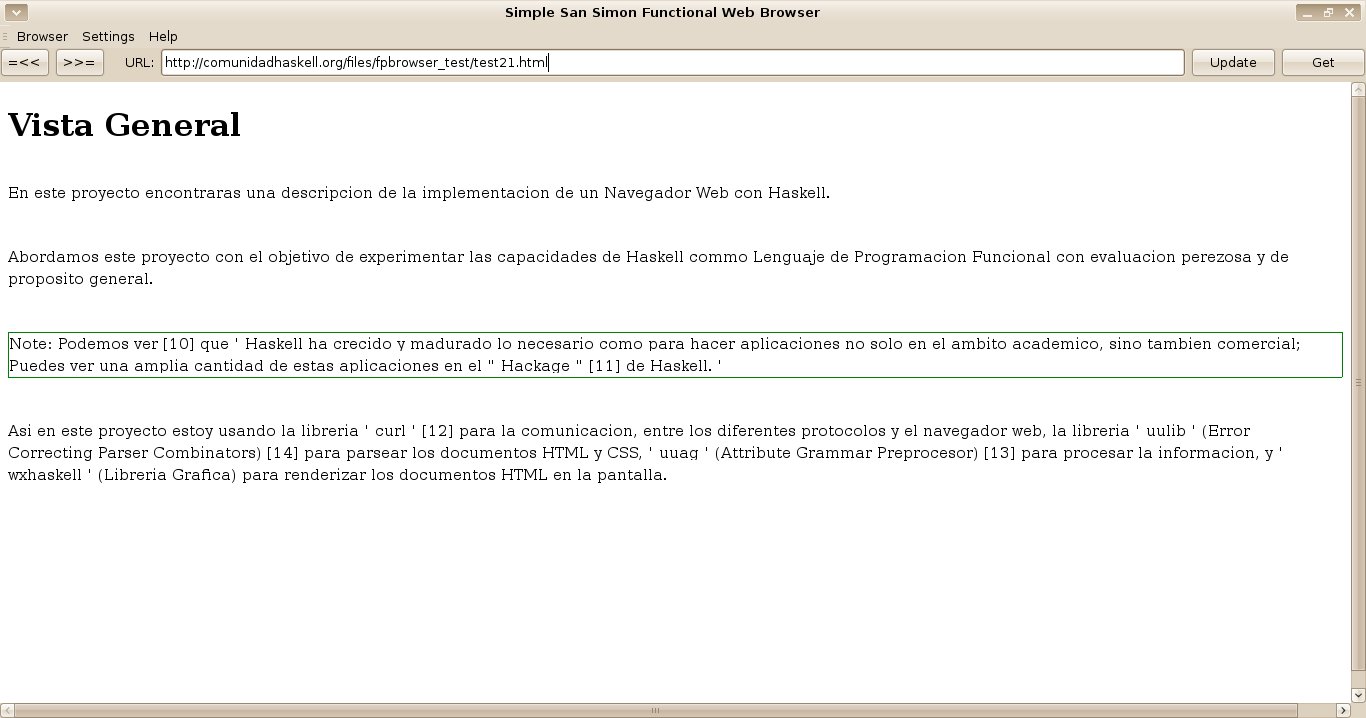 Simple San Simon Functional Web Browser
Browser Settings Help
=<< >>= URL: http://comunidadhaskell.org/files/fpbrowser_test/test21.html Update Get
Vista General
En este proyecto encontraras una descripcion de la implementacion de un Navegador Web con Haskell.
Abordamos este proyecto con el objetivo de experimentar las capacidades de Haskell commo Lenguaje de Programacion Funcional con evaluacion perezosa y de
proposito general.
Note: Podemos ver [10] que ' Haskell ha crecido y madurado lo necesario como para hacer aplicaciones no solo en el ambito academico, sino tambien comercial;
Puedes ver una amplia cantidad de estas aplicaciones en el " Hackage " [11] de Haskell. '
Asi en este proyecto estoy usando la libreria ' curl ' [12] para la comunicacion, entre los diferentes protocolos y el navegador web, la libreria ' uulib ' (Error
Correcting Parser Combinators) [14] para parsear los documentos HTML y CSS, ' uuag ' (Attribute Grammar Preprocesor) [13] para procesar la informacion, y '
wxhaskell ' (Libreria Grafica) para renderizar los documentos HTML en la pantalla.